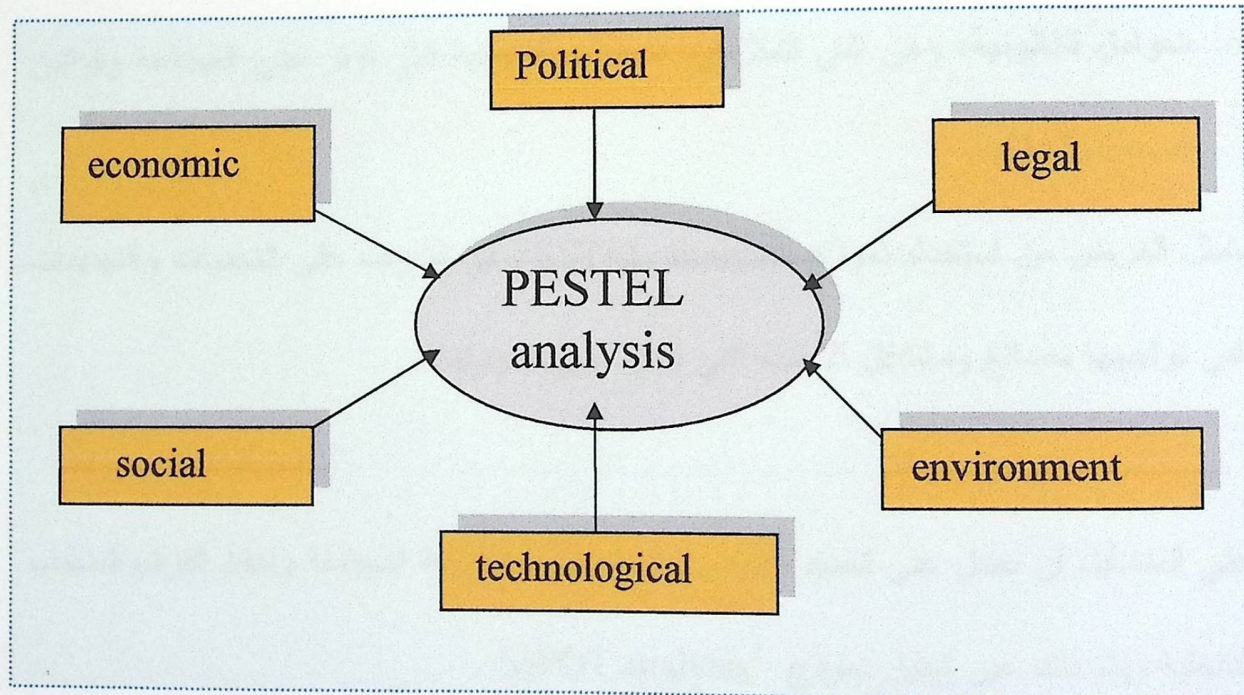 Political
economic
legal
PESTEL
analysis
social
environment
technological